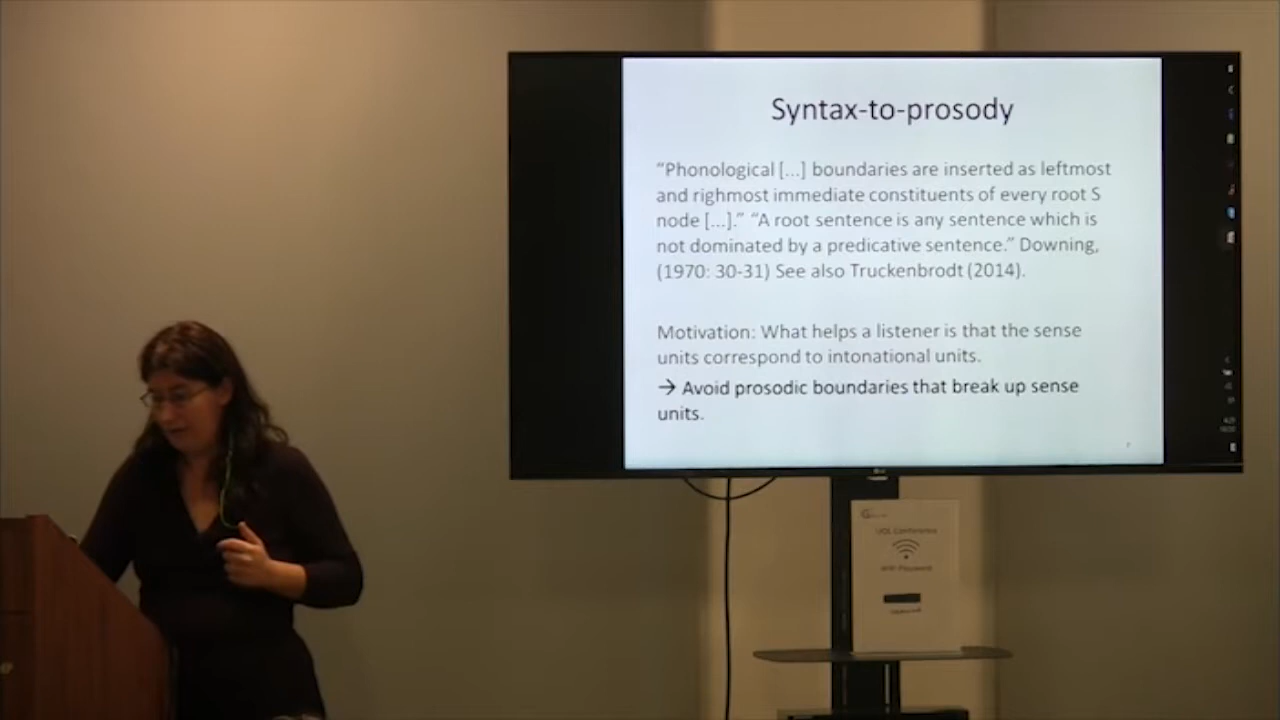 Syntax-to-prosody
“Phonological [...] boundaries are inserted as leftmost
and righmost immediate constituents of every root S
node [...].” “A root sentence is any sentence which is
not dominated by a predicative sentence.” Downing,
(1970: 30-31) See also Truckenbrodt (2014).
Motivation: What helps a listener is that the sense
units correspond to intonational units.
→ Avoid prosodic boundaries that break up sense
units.
LG
UQL Conference
WiFi Password